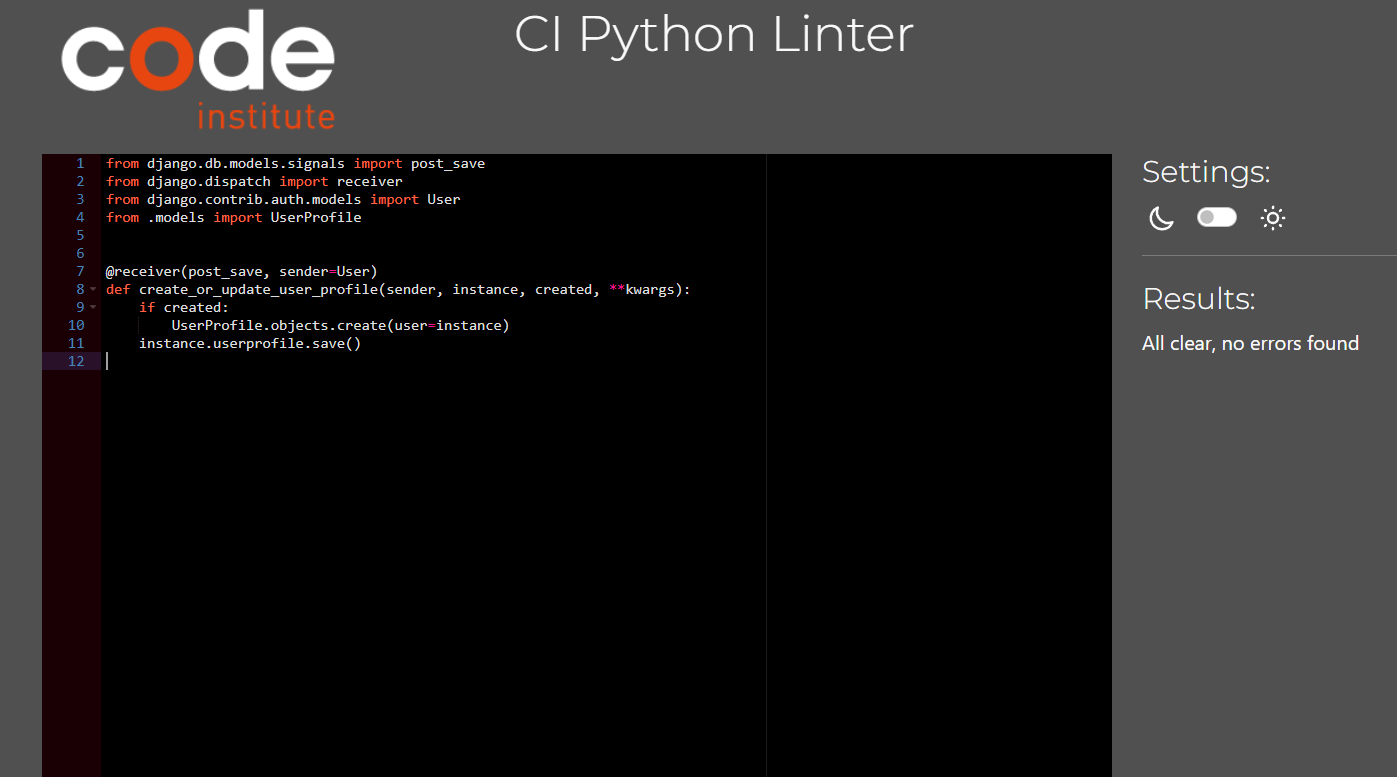 code
institute
CI Python Linter
1 from django.db.models.signals import post_save
2 from django.dispatch import receiver
3 from django.contrib.auth.models import User
4 from .models import UserProfile
5
6
7 @receiver(post_save, sender=User)
8 def create_or_update_user_profile(sender, instance, created, **kwargs):
9     if created:
10         UserProfile.objects.create(user=instance)
11     instance.userprofile.save()
12
Settings:
Results:
All clear, no errors found